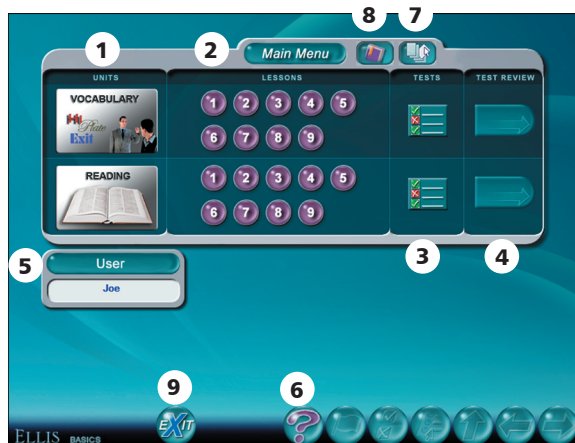 8 7
1 2 Main Menu
UNITS LESSONS TESTS TEST REVIEW
VOCABULARY
Plate
Exit
1 2 3 4 5
6 7 8 9
READING
1 2 3 4 5
6 7 8 9
3 4
5 User
Joe
9 6
EXIT ?
ELLIS BASICS